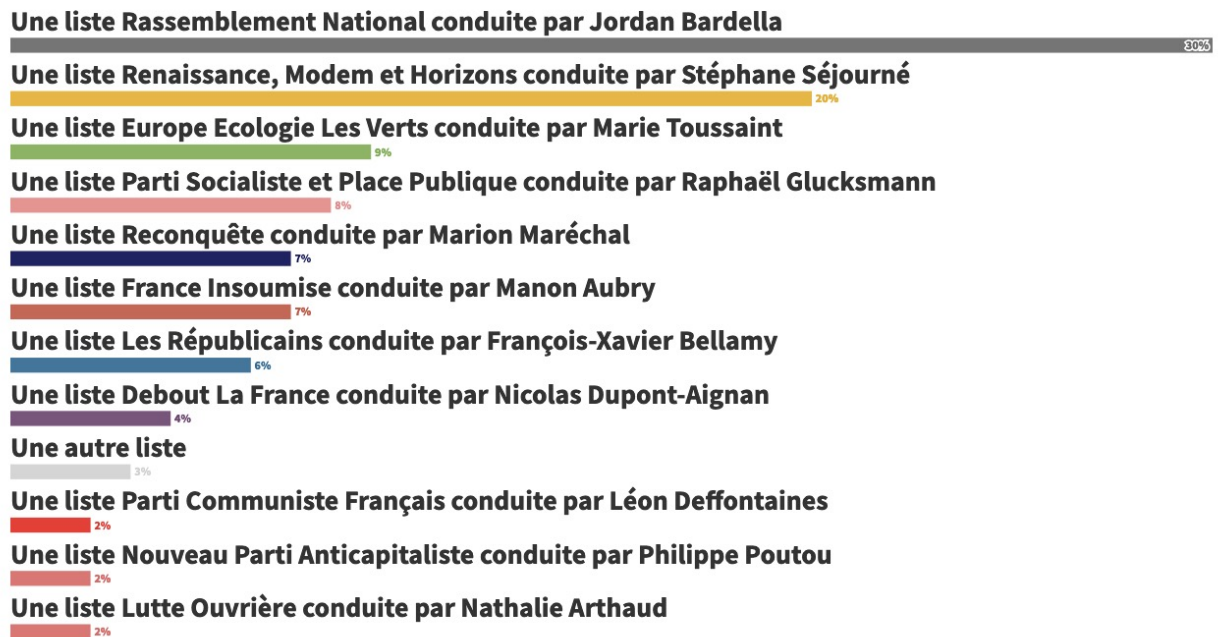 Une liste Rassemblement National conduite par Jordan Bardella
30%
Une liste Renaissance, Modem et Horizons conduite par Stéphane Séjourné
20%
Une liste Europe Ecologie Les Verts conduite par Marie Toussaint
9%
Une liste Parti Socialiste et Place Publique conduite par Raphaël Glucksmann
8%
Une liste Reconquête conduite par Marion Maréchal
7%
Une liste France Insoumise conduite par Manon Aubry
7%
Une liste Les Républicains conduite par François-Xavier Bellamy
6%
Une liste Debout La France conduite par Nicolas Dupont-Aignan
4%
Une autre liste
3%
Une liste Parti Communiste Français conduite par Léon Deffontaines
2%
Une liste Nouveau Parti Anticapitaliste conduite par Philippe Poutou
2%
Une liste Lutte Ouvrière conduite par Nathalie Arthaud
2%